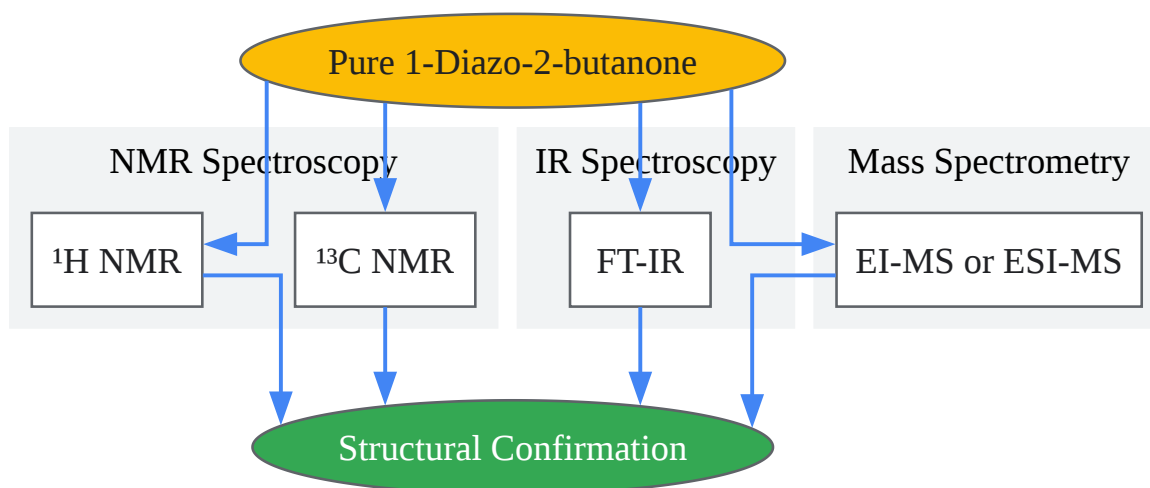 Pure 1-Diazo-2-butanone
NMR Spectroscopy
IR Spectroscopy
Mass Spectrometry
¹H NMR
¹³C NMR
FT-IR
EI-MS or ESI-MS
Structural Confirmation